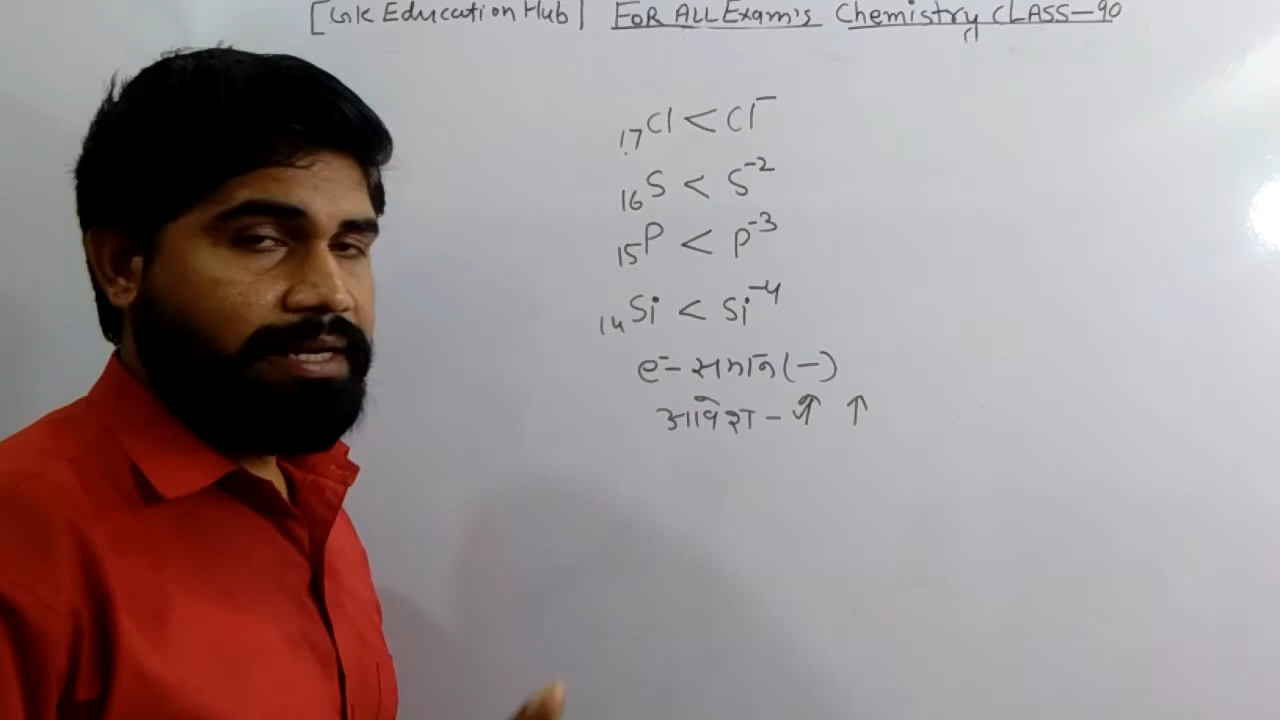 [Gk Education Hub] FOR ALL Exam's Chemistry CLASS-90
₁₇Cl < Cl⁻
₁₆S < S⁻²
₁₅P < P⁻³
₁₄Si < Si⁻⁴
e⁻- समान (-)
आवेश - ↑ ↑